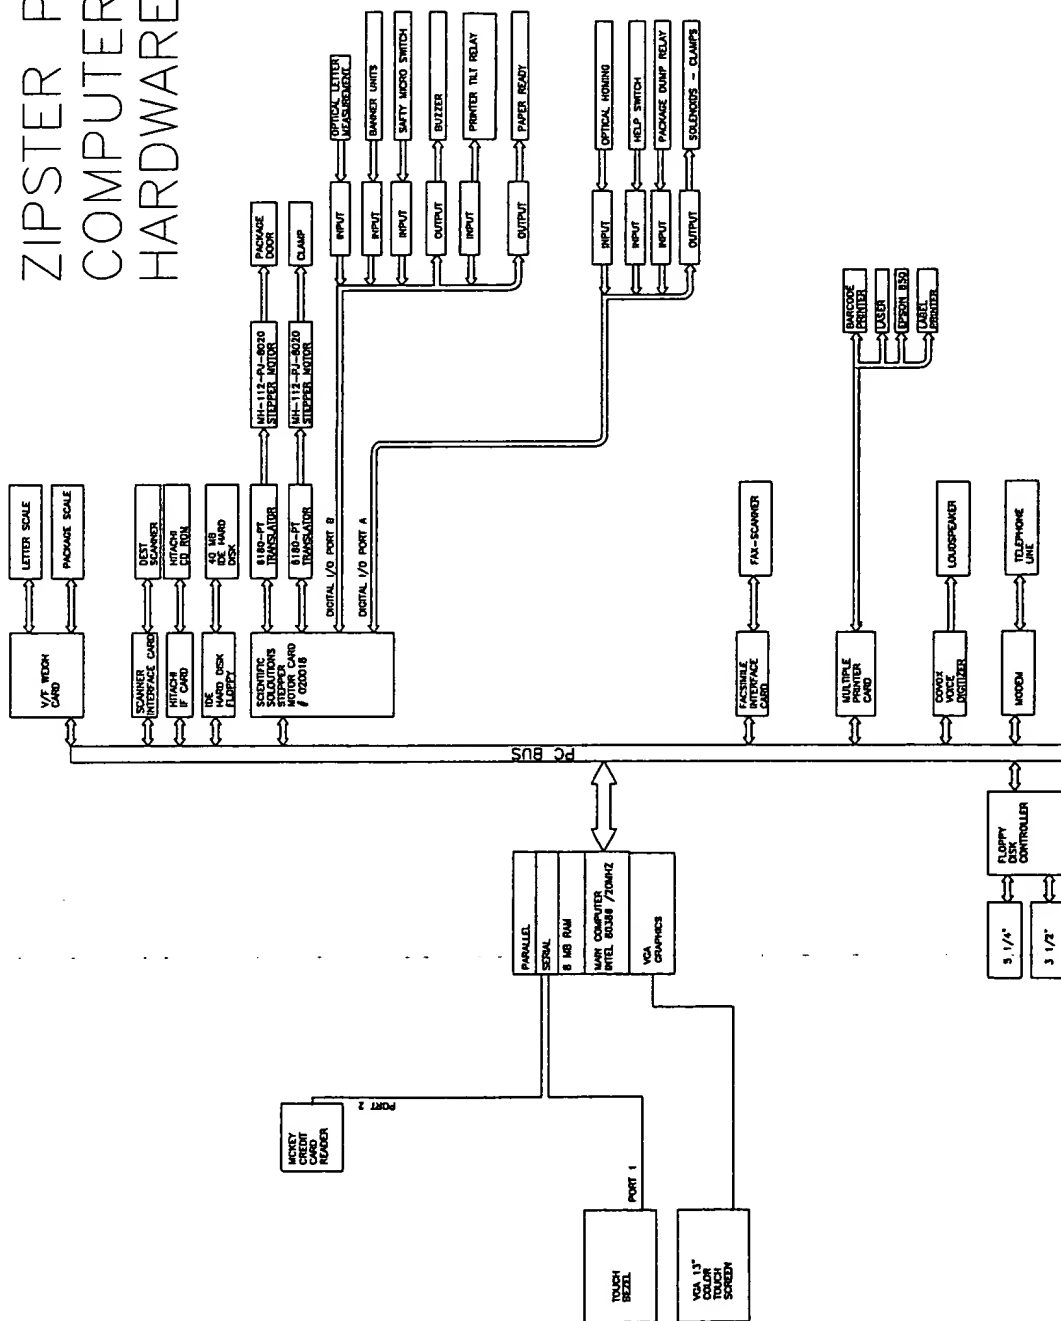 ZIPSTER P
COMPUTER
HARDWARE
LETTER SCALE
PACKAGE SCALE
V/F WEIGH
CARD
DEST
SCANNER
SCANNER
INTERFACE CARD
HITACHI
CD ROM
HITACHI
IF CARD
40 MB
IDE HARD
DISK
IDE
HARD DISK
FLOPPY
PACKAGE
DOOR
MH-112-PJ-8020
STEPPER MOTOR
6180-PT
TRANSLATOR
CLAMP
MH-112-PJ-8020
STEPPER MOTOR
6180-PT
TRANSLATOR
SCIENTIFIC
SOLOUTION'S
STEPPER
MOTOR CARD
# 020018
DIGITAL I/O PORT B
DIGITAL I/O PORT A
OPTICAL LETTER
MEASUREMENT
INPUT
BANNER UNITS
INPUT
SAFTY MICRO SWITCH
INPUT
BUZZER
OUTPUT
PRINTER TILT RELAY
INPUT
PAPER READY
OUTPUT
OPTICAL HOMING
INPUT
HELP SWITCH
INPUT
PACKAGE DUMP RELAY
INPUT
SOLENOIDS - CLAMPS
OUTPUT
FAX-SCANNER
FACSIMILE
INTERFACE
CARD
BARCODE
PRINTER
LASER
EPSON 850
LABEL
PRINTER
MULTIPLE
PRINTER
CARD
LOUDSPEAKER
COVOX
VOICE
DIGITIZER
TELEPHONE
LINE
MODEM
PC BUS
PARALLEL
SERIAL
8 MB RAM
MAIN COMPUTER
INTEL 80386 /20MHZ
VGA
GRAPHICS
FLOPPY
DISK
CONTROLLER
5 1/4"
3 1/2"
MCKEY
CREDIT
CARD
READER
PORT 2
PORT 1
TOUCH
BEZEL
VGA 13"
COLOR
TOUCH
SCREEN